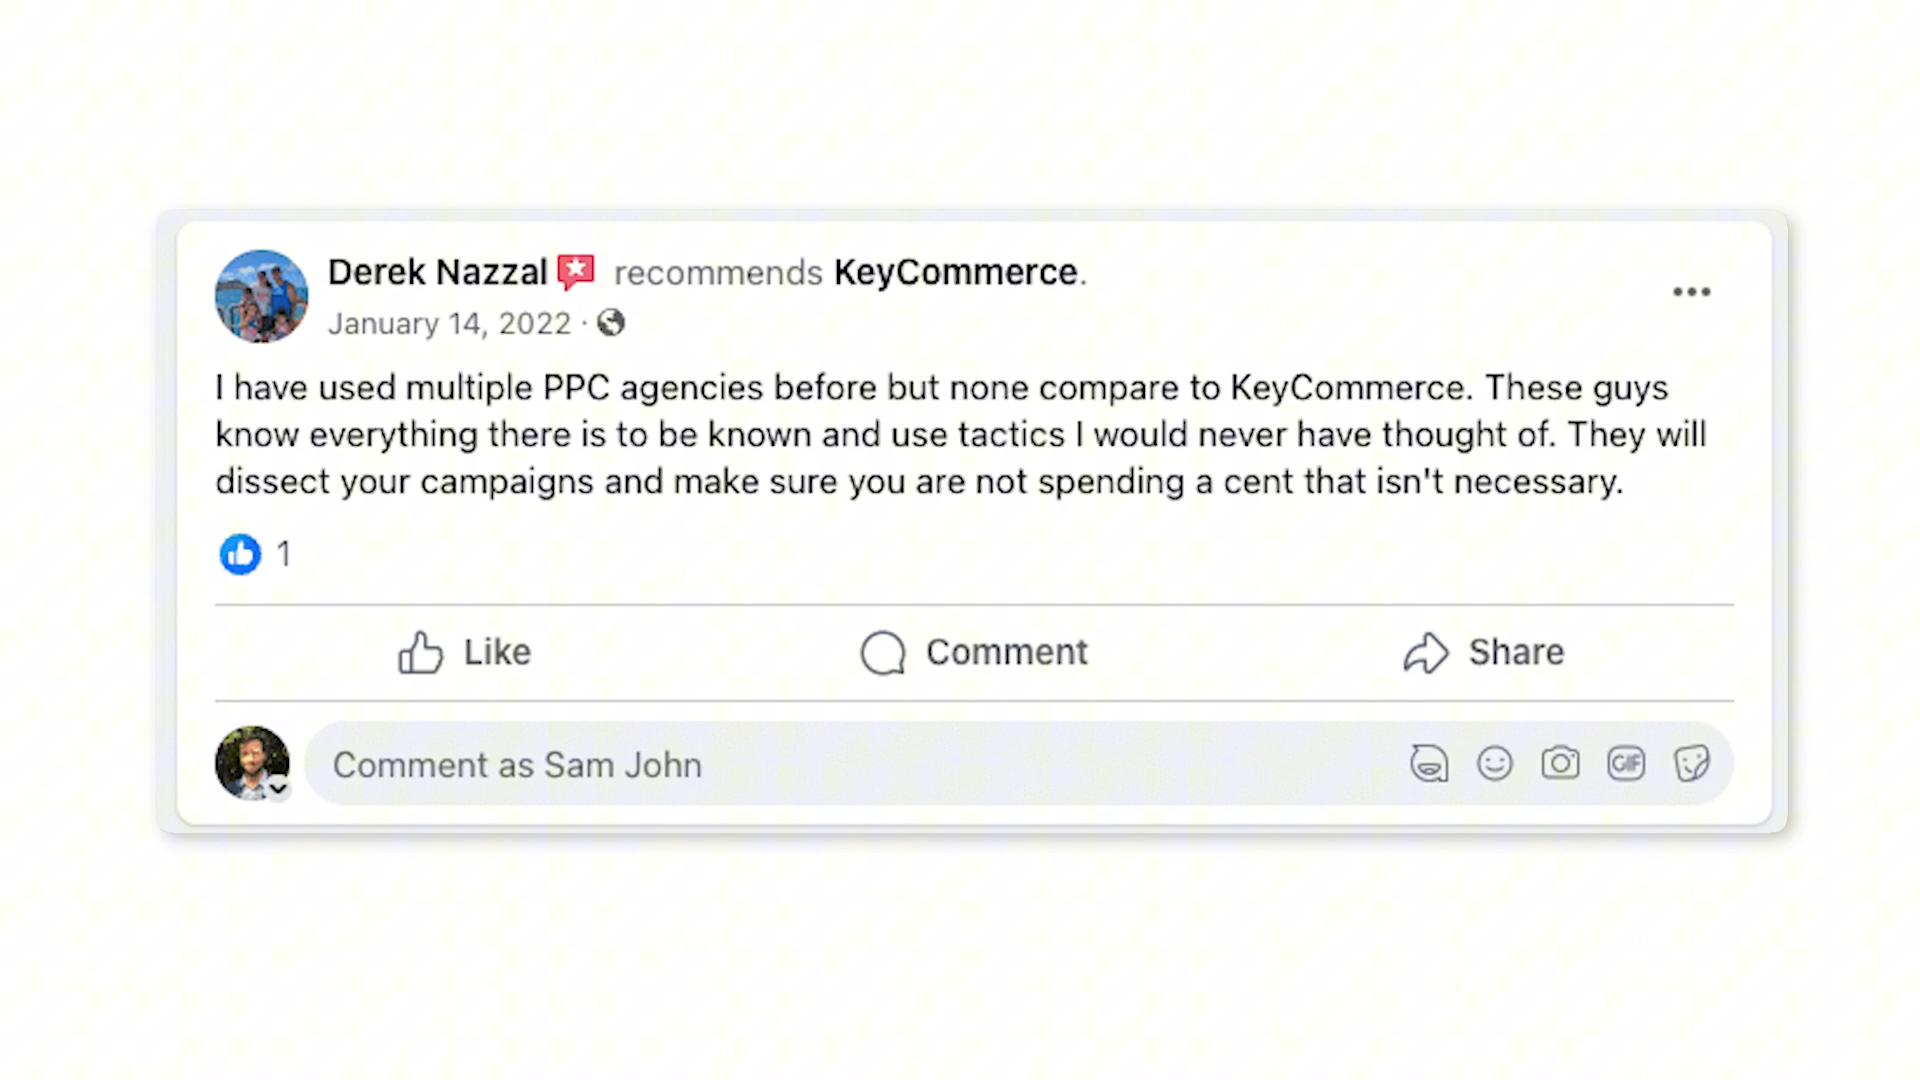 Derek Nazzal recommends KeyCommerce.
January 14, 2022 ·
I have used multiple PPC agencies before but none compare to KeyCommerce. These guys
know everything there is to be known and use tactics I would never have thought of. They will
dissect your campaigns and make sure you are not spending a cent that isn't necessary.
1
Like Comment Share
Comment as Sam John GIF